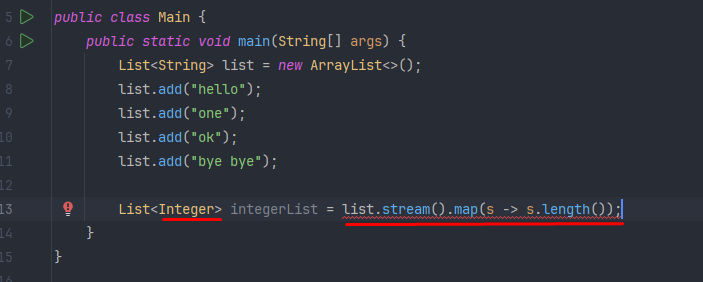 5 public class Main {
6 public static void main(String[] args) {
7 List<String> list = new ArrayList<>();
8 list.add("hello");
9 list.add("one");
10 list.add("ok");
11 list.add("bye bye");
12
13 List<Integer> integerList = list.stream().map(s -> s.length());
14 }
15 }
16